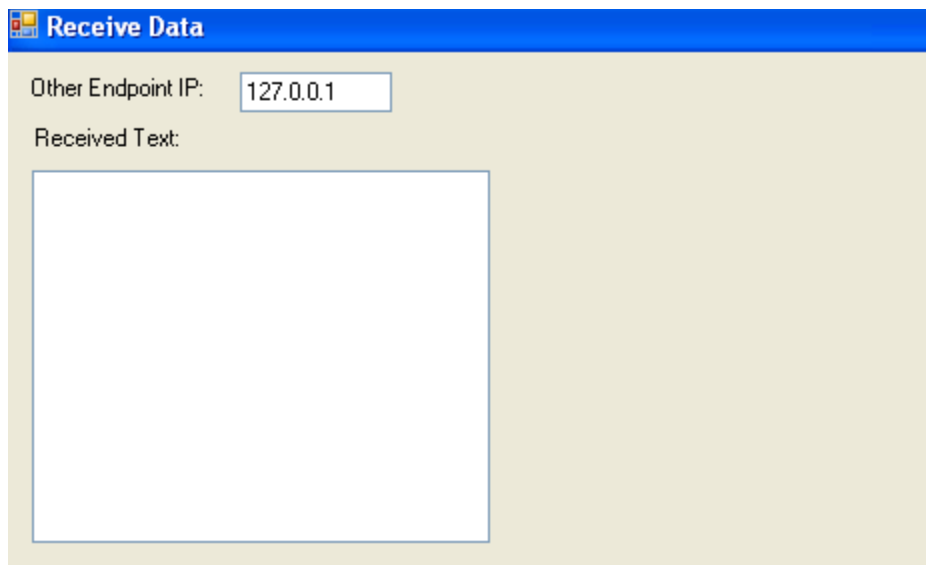 Receive Data
Other Endpoint IP: 127.0.0.1
Received Text: